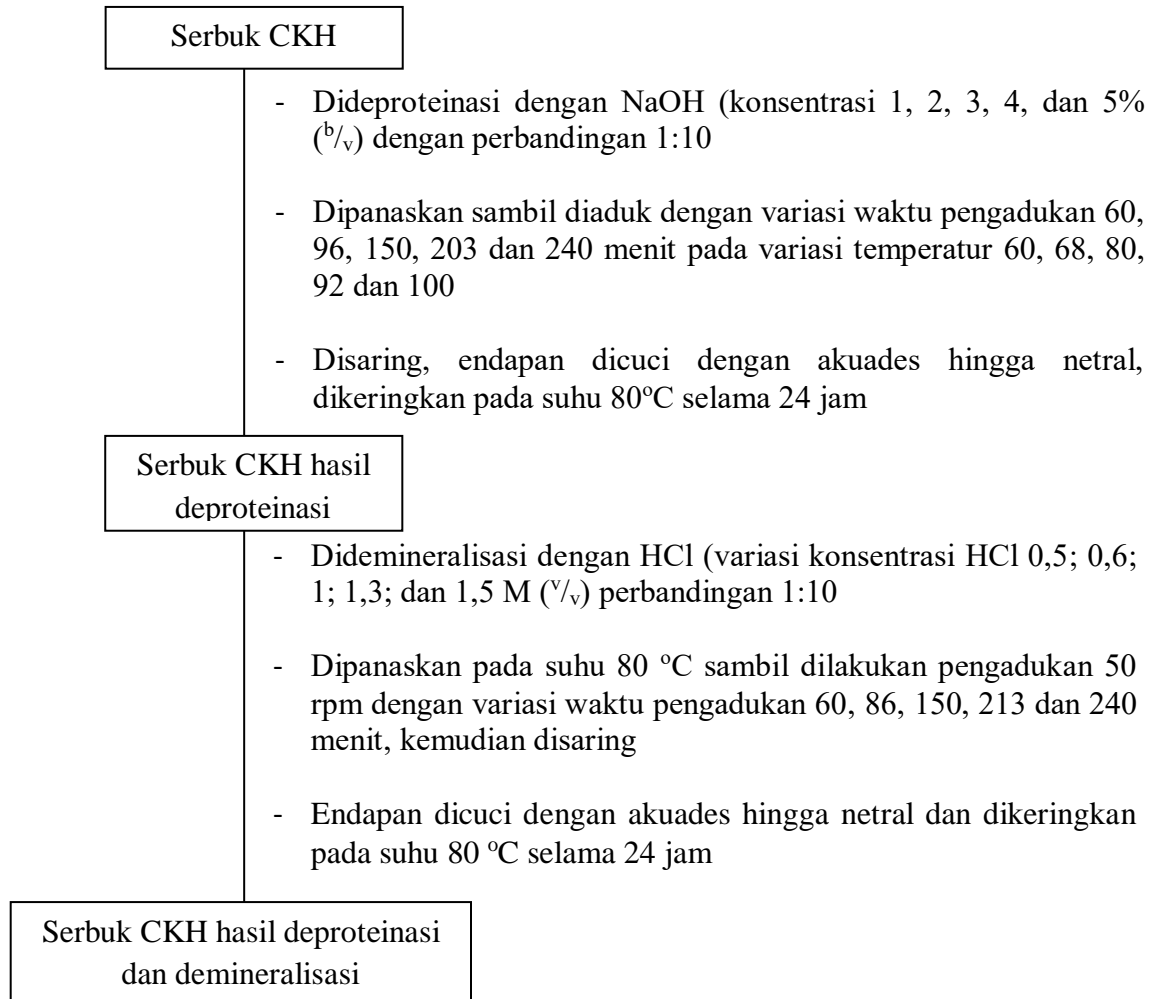 Serbuk CKH
- Dideproteinasi dengan NaOH (konsentrasi 1, 2, 3, 4, dan 5%
(ᵇ/ᵥ) dengan perbandingan 1:10
- Dipanaskan sambil diaduk dengan variasi waktu pengadukan 60,
96, 150, 203 dan 240 menit pada variasi temperatur 60, 68, 80,
92 dan 100
- Disaring, endapan dicuci dengan akuades hingga netral,
dikeringkan pada suhu 80ºC selama 24 jam
Serbuk CKH hasil
deproteinasi
- Didemineralisasi dengan HCl (variasi konsentrasi HCl 0,5; 0,6;
1; 1,3; dan 1,5 M (ᵛ/ᵥ) perbandingan 1:10
- Dipanaskan pada suhu 80 ºC sambil dilakukan pengadukan 50
rpm dengan variasi waktu pengadukan 60, 86, 150, 213 dan 240
menit, kemudian disaring
- Endapan dicuci dengan akuades hingga netral dan dikeringkan
pada suhu 80 ºC selama 24 jam
Serbuk CKH hasil deproteinasi
dan demineralisasi